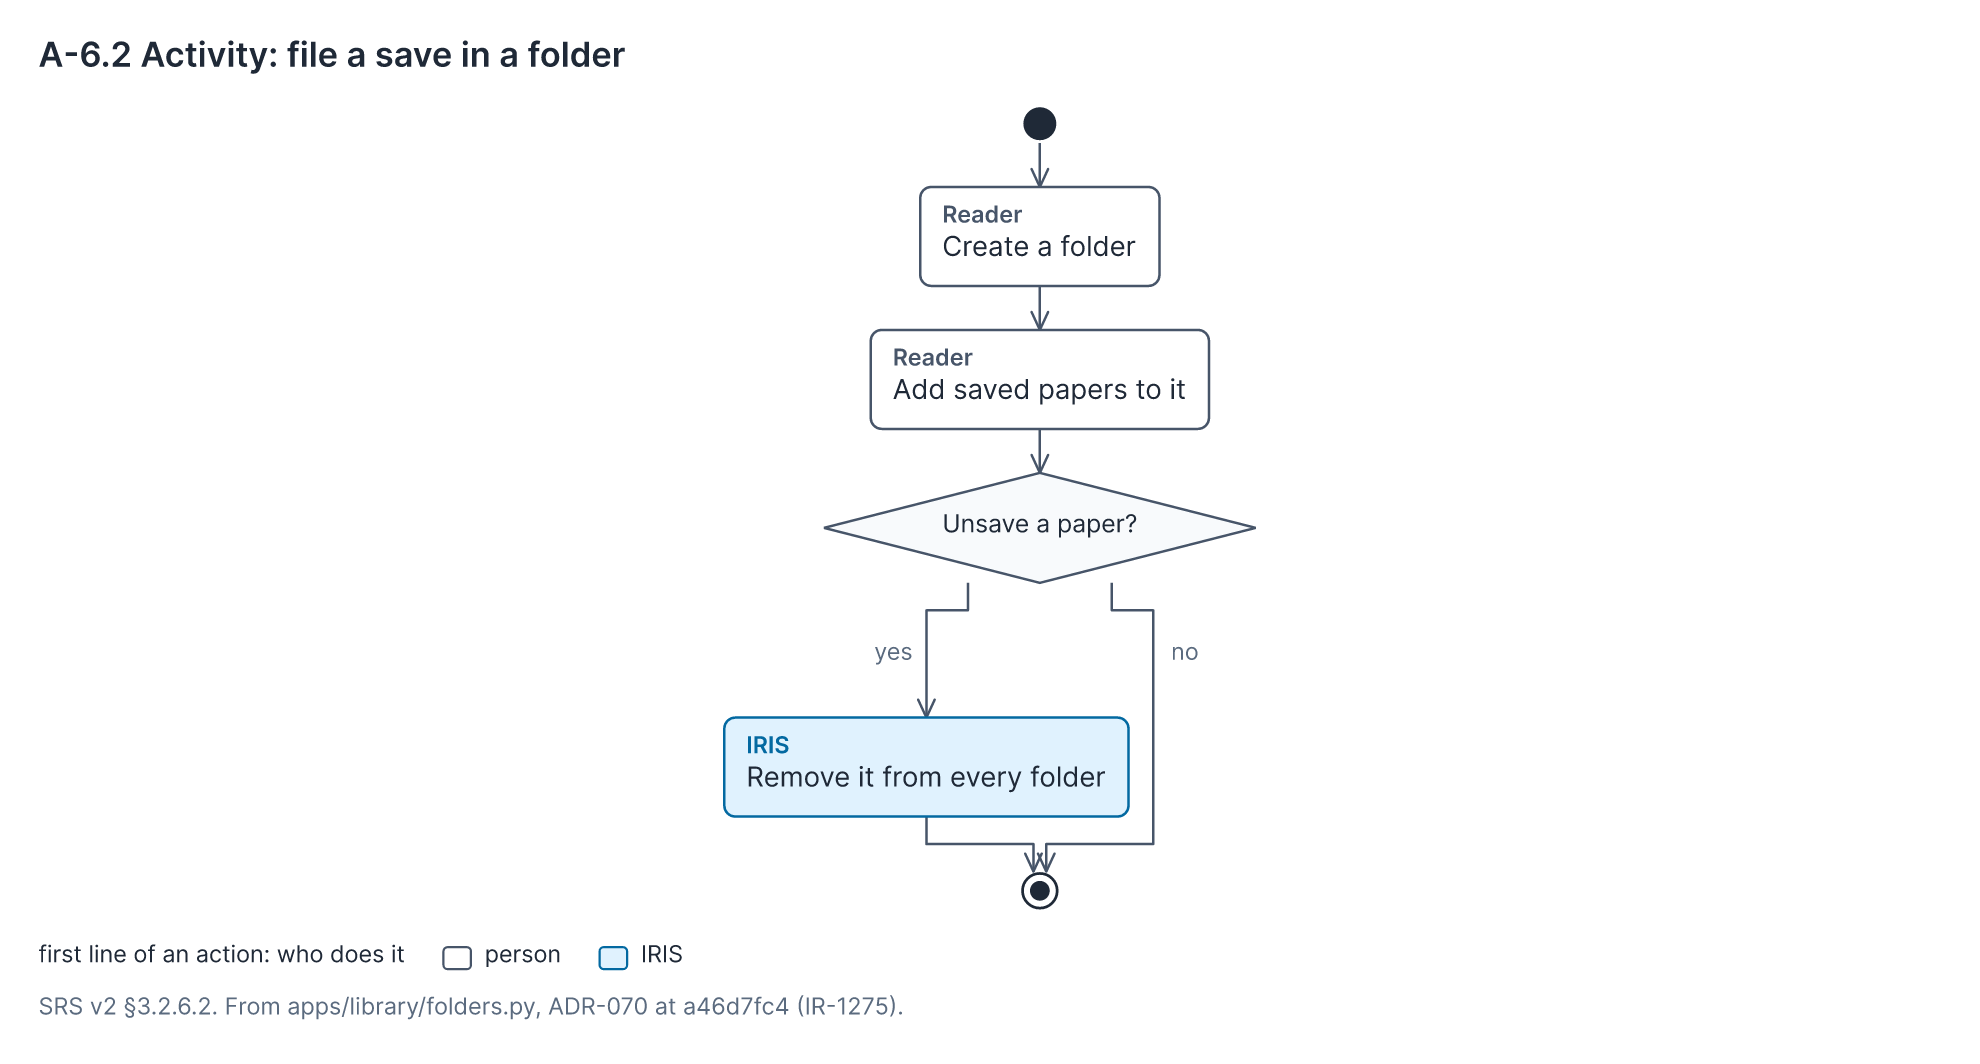 A-6.2 Activity: file a save in a folder
Reader
Create a folder
Reader
Add saved papers to it
Unsave a paper?
yes
no
IRIS
Remove it from every folder
first line of an action: who does it
person
IRIS
SRS v2 §3.2.6.2. From apps/library/folders.py, ADR-070 at a46d7fc4 (IR-1275).